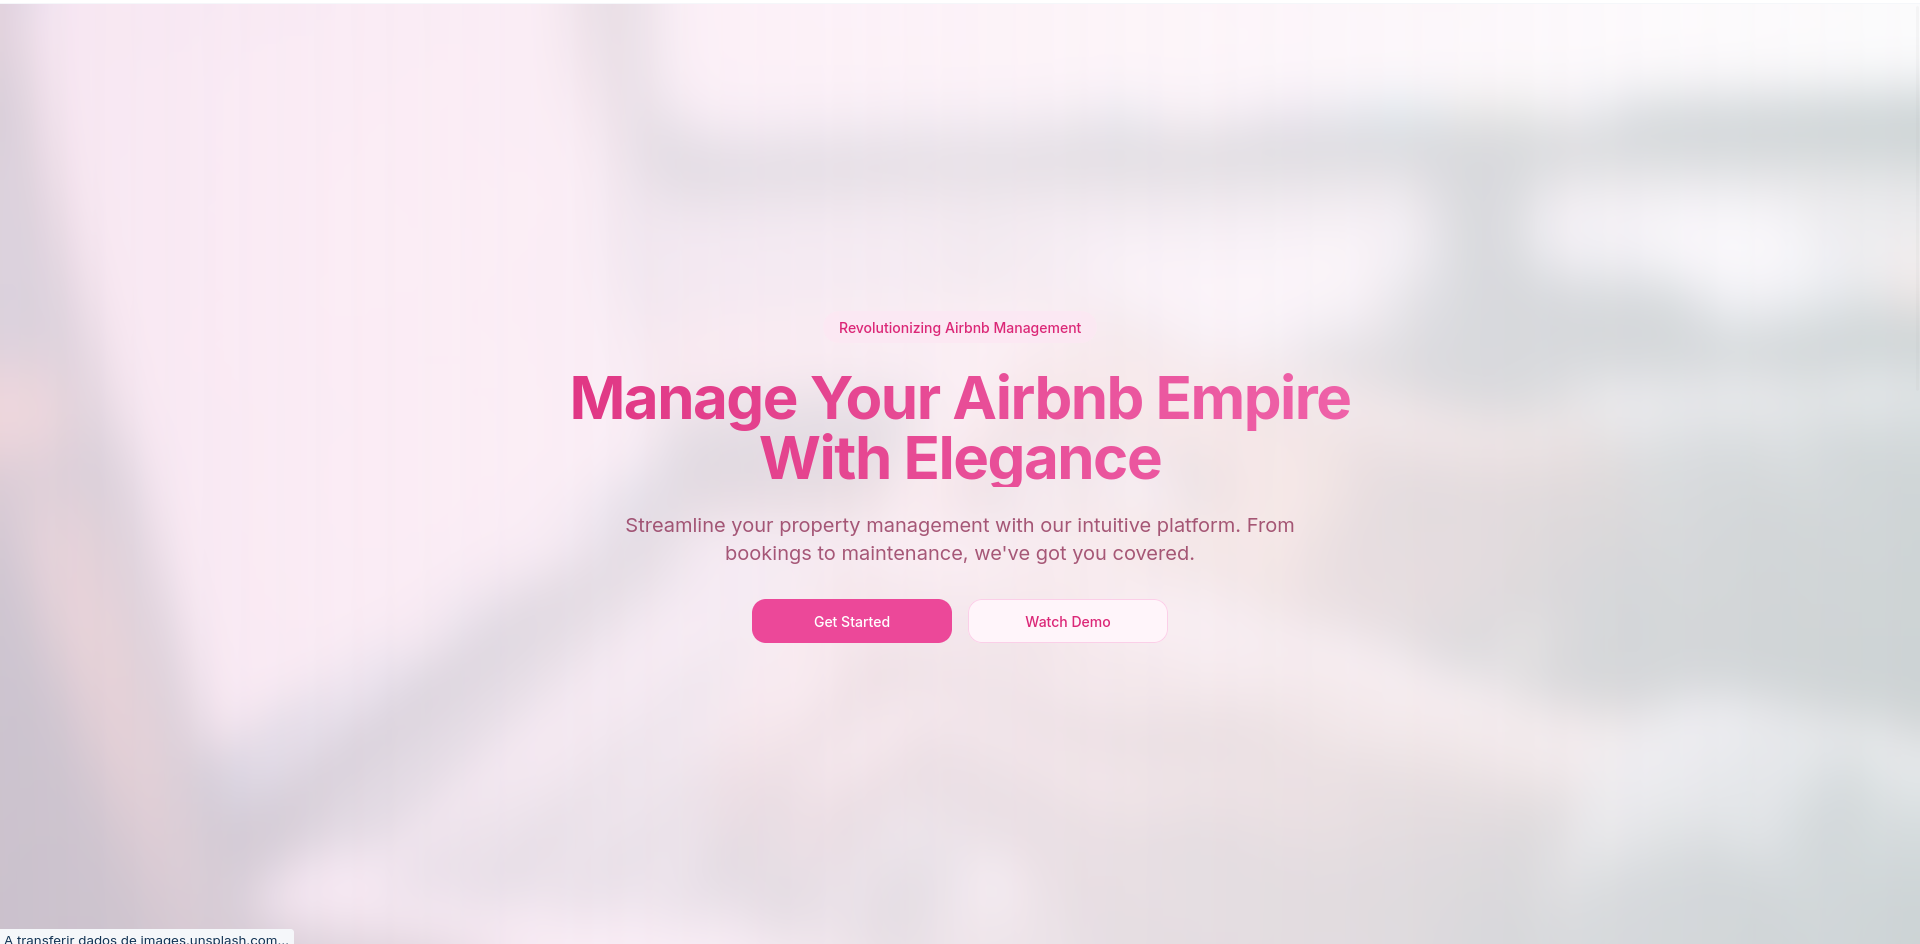 Revolutionizing Airbnb Management
Manage Your Airbnb Empire
With Elegance
Streamline your property management with our intuitive platform. From
bookings to maintenance, we've got you covered.
Get Started
Watch Demo
A transferir dados de images.unsplash.com...